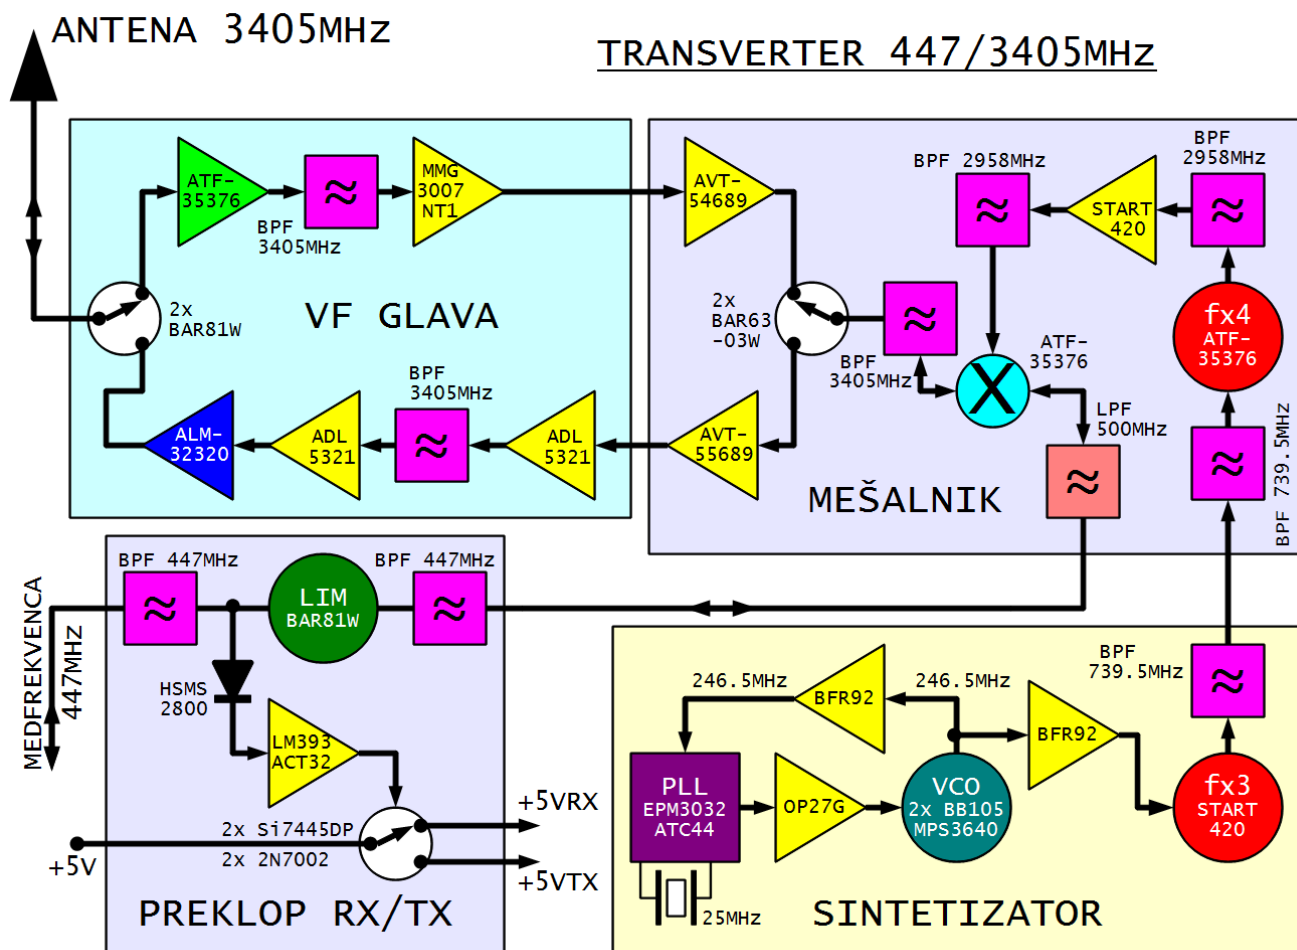 ANTENA 3405MHz
TRANSVERTER 447/3405MHz
ATF-
35376
BPF
3405MHz
MMG
3007
NT1
2x
BAR81W
VF GLAVA
ALM-
32320
ADL
5321
BPF
3405MHz
ADL
5321
AVT-
54689
2x
BAR63
-03W
AVT-
55689
BPF
3405MHz
BPF 2958MHz
START
420
BPF
2958MHz
fx4
ATF-
35376
ATF-
35376
X
LPF
500MHz
BPF 739.5MHz
MEŠALNIK
MEDFREKVENCA
447MHz
BPF 447MHz
LIM
BAR81W
BPF 447MHz
HSMS
2800
LM393
ACT32
2x Si7445DP
2x 2N7002
+5V
+5VRX
+5VTX
PREKLOP RX/TX
246.5MHz
BFR92
246.5MHz
BFR92
BPF
739.5MHz
PLL
EPM3032
ATC44
OP27G
VCO
2x BB105
MPS3640
fx3
START
420
25MHz
SINTETIZATOR